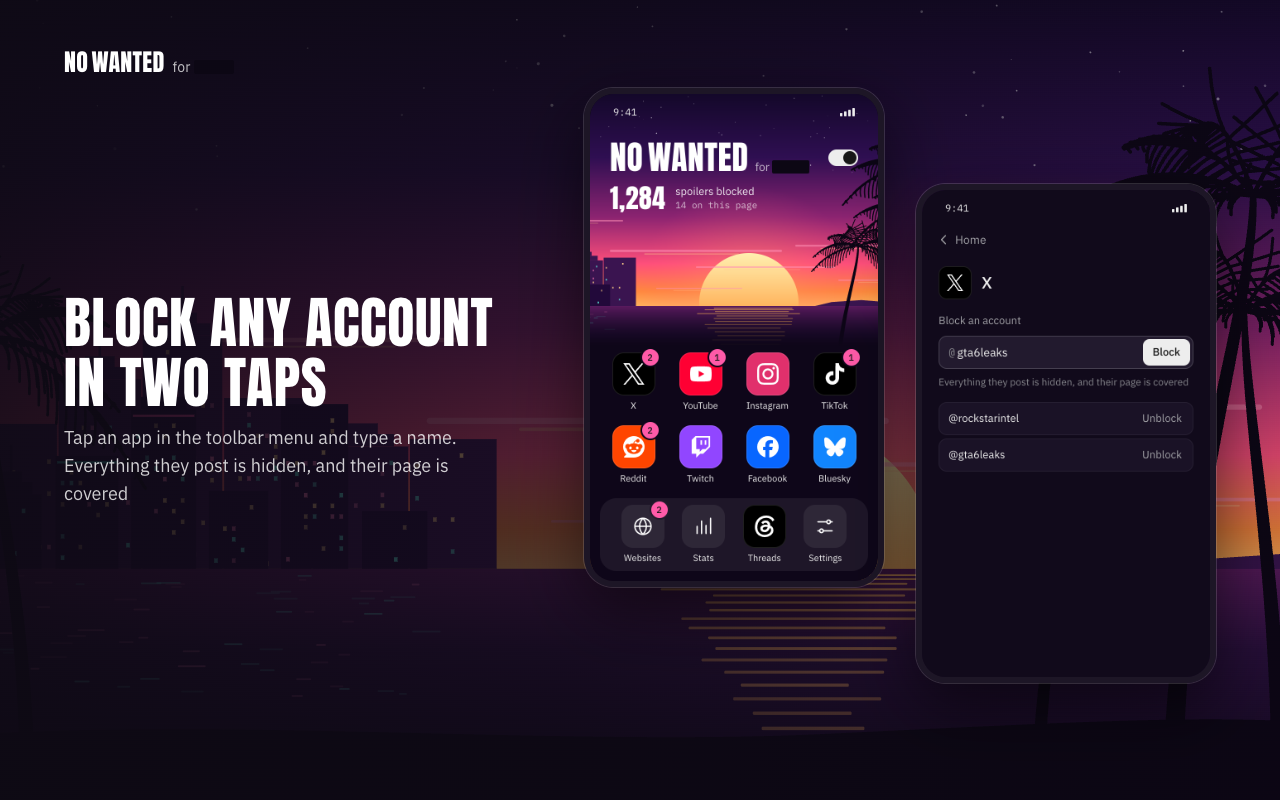 NO WANTED for
BLOCK ANY ACCOUNT
IN TWO TAPS
Tap an app in the toolbar menu and type a name.
Everything they post is hidden, and their page is
covered
9:41
NO WANTED for
1,284 spoilers blocked
14 on this page
2 1 1
X YouTube Instagram TikTok
2
Reddit Twitch Facebook Bluesky
2
Websites Stats Threads Settings
9:41
Home
X
Block an account
@ gta6leaks Block
Everything they post is hidden, and their page is covered
@rockstarintel Unblock
@gta6leaks Unblock